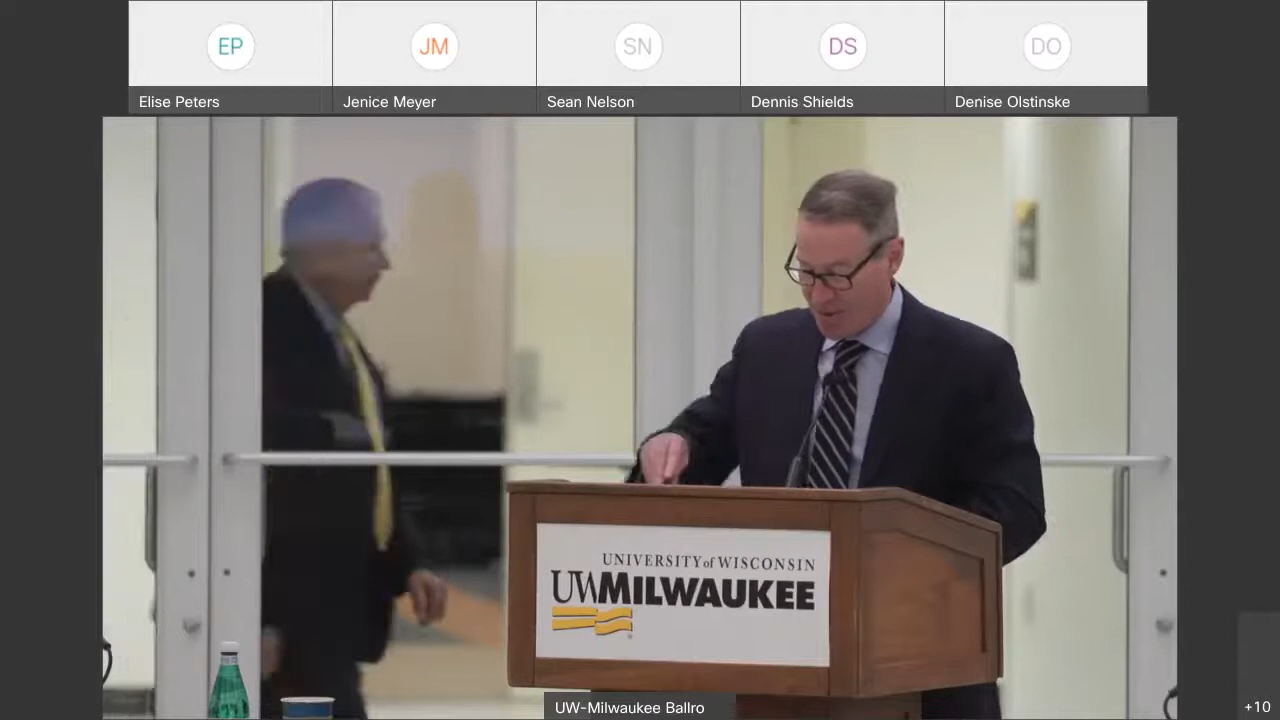 EP
JM
SN
DS
DO
Elise Peters
Jenice Meyer
Sean Nelson
Dennis Shields
Denise Olstinske
UNIVERSITY of WISCONSIN
UWMILWAUKEE
UW-Milwaukee Ballro
+10